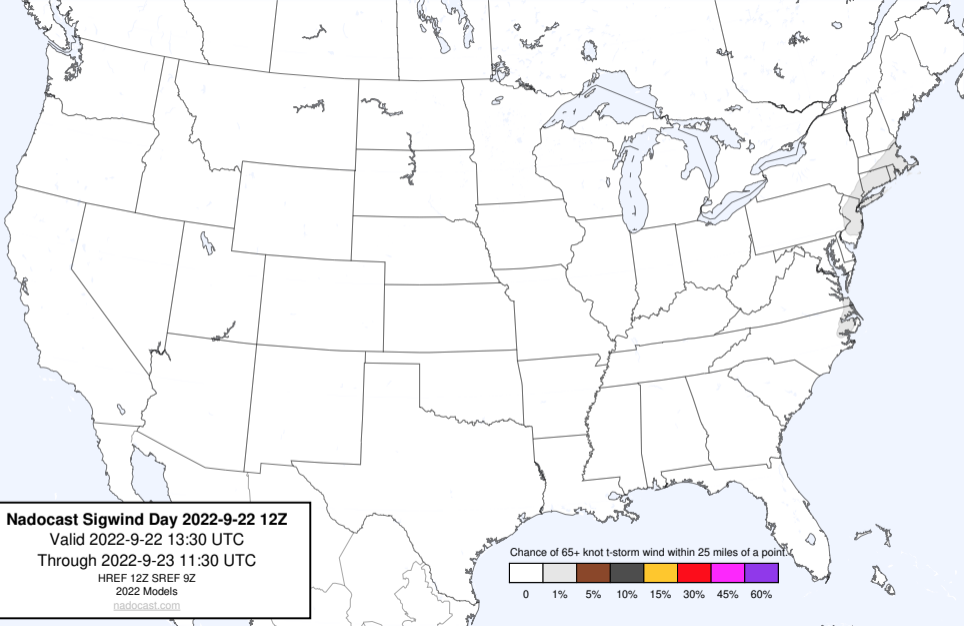 Nadocast Sigwind Day 2022-9-22 12Z
Valid 2022-9-22 13:30 UTC
Through 2022-9-23 11:30 UTC
HREF 12Z SREF 9Z
2022 Models
nadocast.com
Chance of 65+ knot t-storm wind within 25 miles of a point.
0 1% 5% 10% 15% 30% 45% 60%